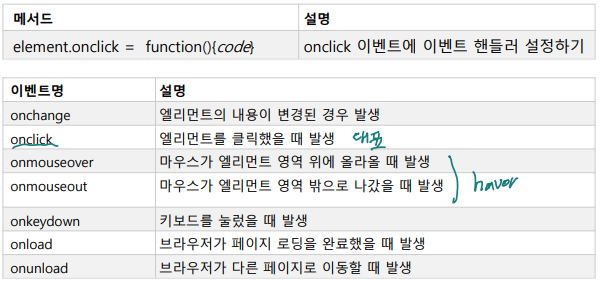 메서드 설명
element.onclick = function(){code} onclick 이벤트에 이벤트 핸들러 설정하기
이벤트명 설명
onchange 엘리먼트의 내용이 변경된 경우 발생
onclick 엘리먼트를 클릭했을 때 발생 대표
onmouseover 마우스가 엘리먼트 영역 위에 올라올 때 발생
onmouseout 마우스가 엘리먼트 영역 밖으로 나갔을 때 발생
havor
onkeydown 키보드를 눌렀을 때 발생
onload 브라우저가 페이지 로딩을 완료했을 때 발생
onunload 브라우저가 다른 페이지로 이동할 때 발생